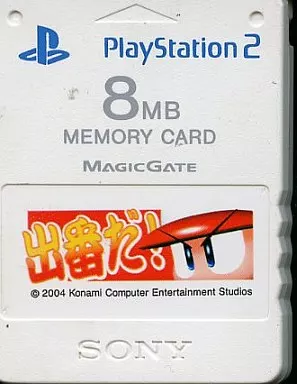 PlayStation 2
8MB
MEMORY CARD
MAGICGATE
出番だ!
© 2004 Konami Computer Entertainment Studios
SONY